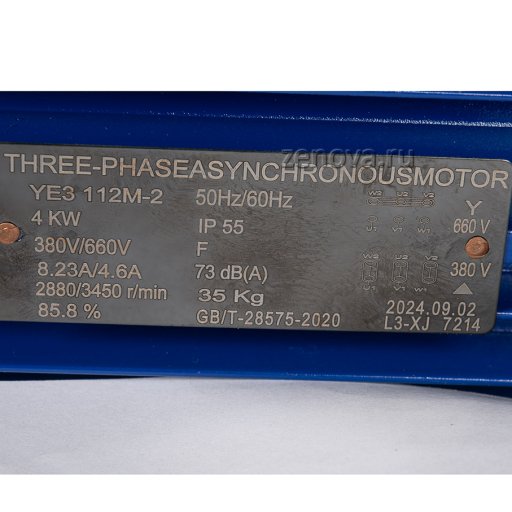 zenova.ru
THREE-PHASEASYNCHRONOUSMOTOR
YE3 112M-2 50Hz/60Hz
4 KW IP 55
380V/660V F
8.23A/4.6A 73 dB(A)
2880/3450 r/min 35 Kg
85.8 % GB/T-28575-2020
Y
660 V
380 V
2024.09.02
L3-XJ 7214